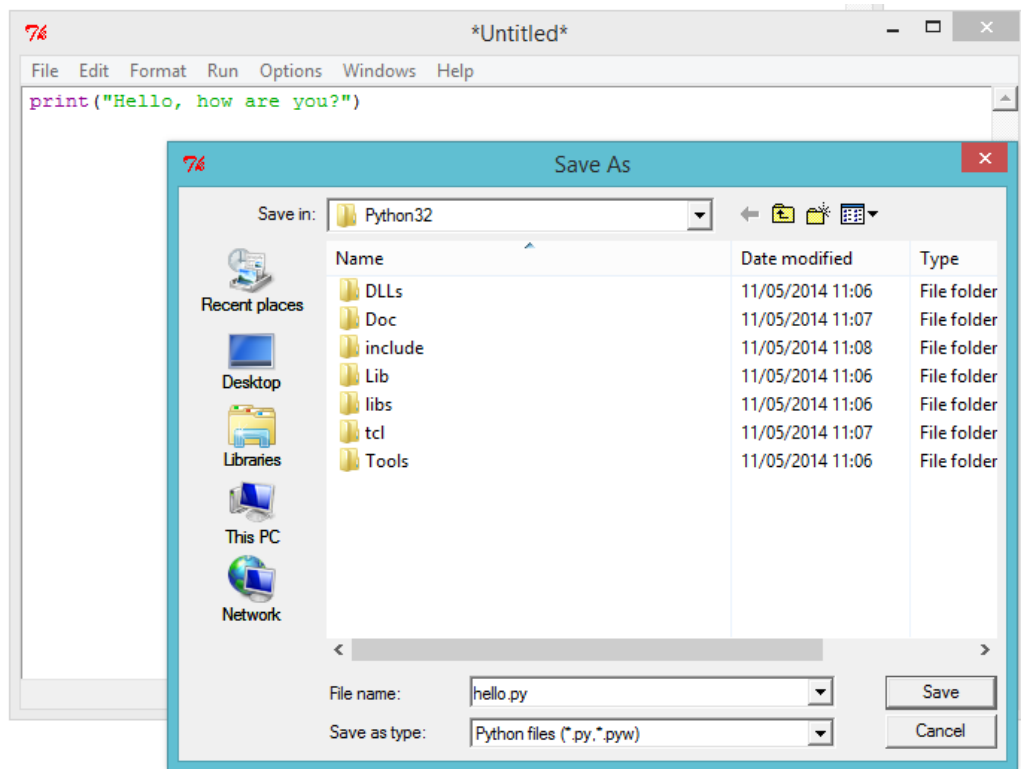 *Untitled*
File Edit Format Run Options Windows Help
print("Hello, how are you?")
Save As
Save in: Python32
Name Date modified Type
DLLs 11/05/2014 11:06 File folder
Doc 11/05/2014 11:07 File folder
include 11/05/2014 11:08 File folder
Lib 11/05/2014 11:06 File folder
libs 11/05/2014 11:06 File folder
tcl 11/05/2014 11:07 File folder
Tools 11/05/2014 11:06 File folder
Recent places
Desktop
Libraries
This PC
Network
File name: hello.py Save
Save as type: Python files (*.py,*.pyw) Cancel